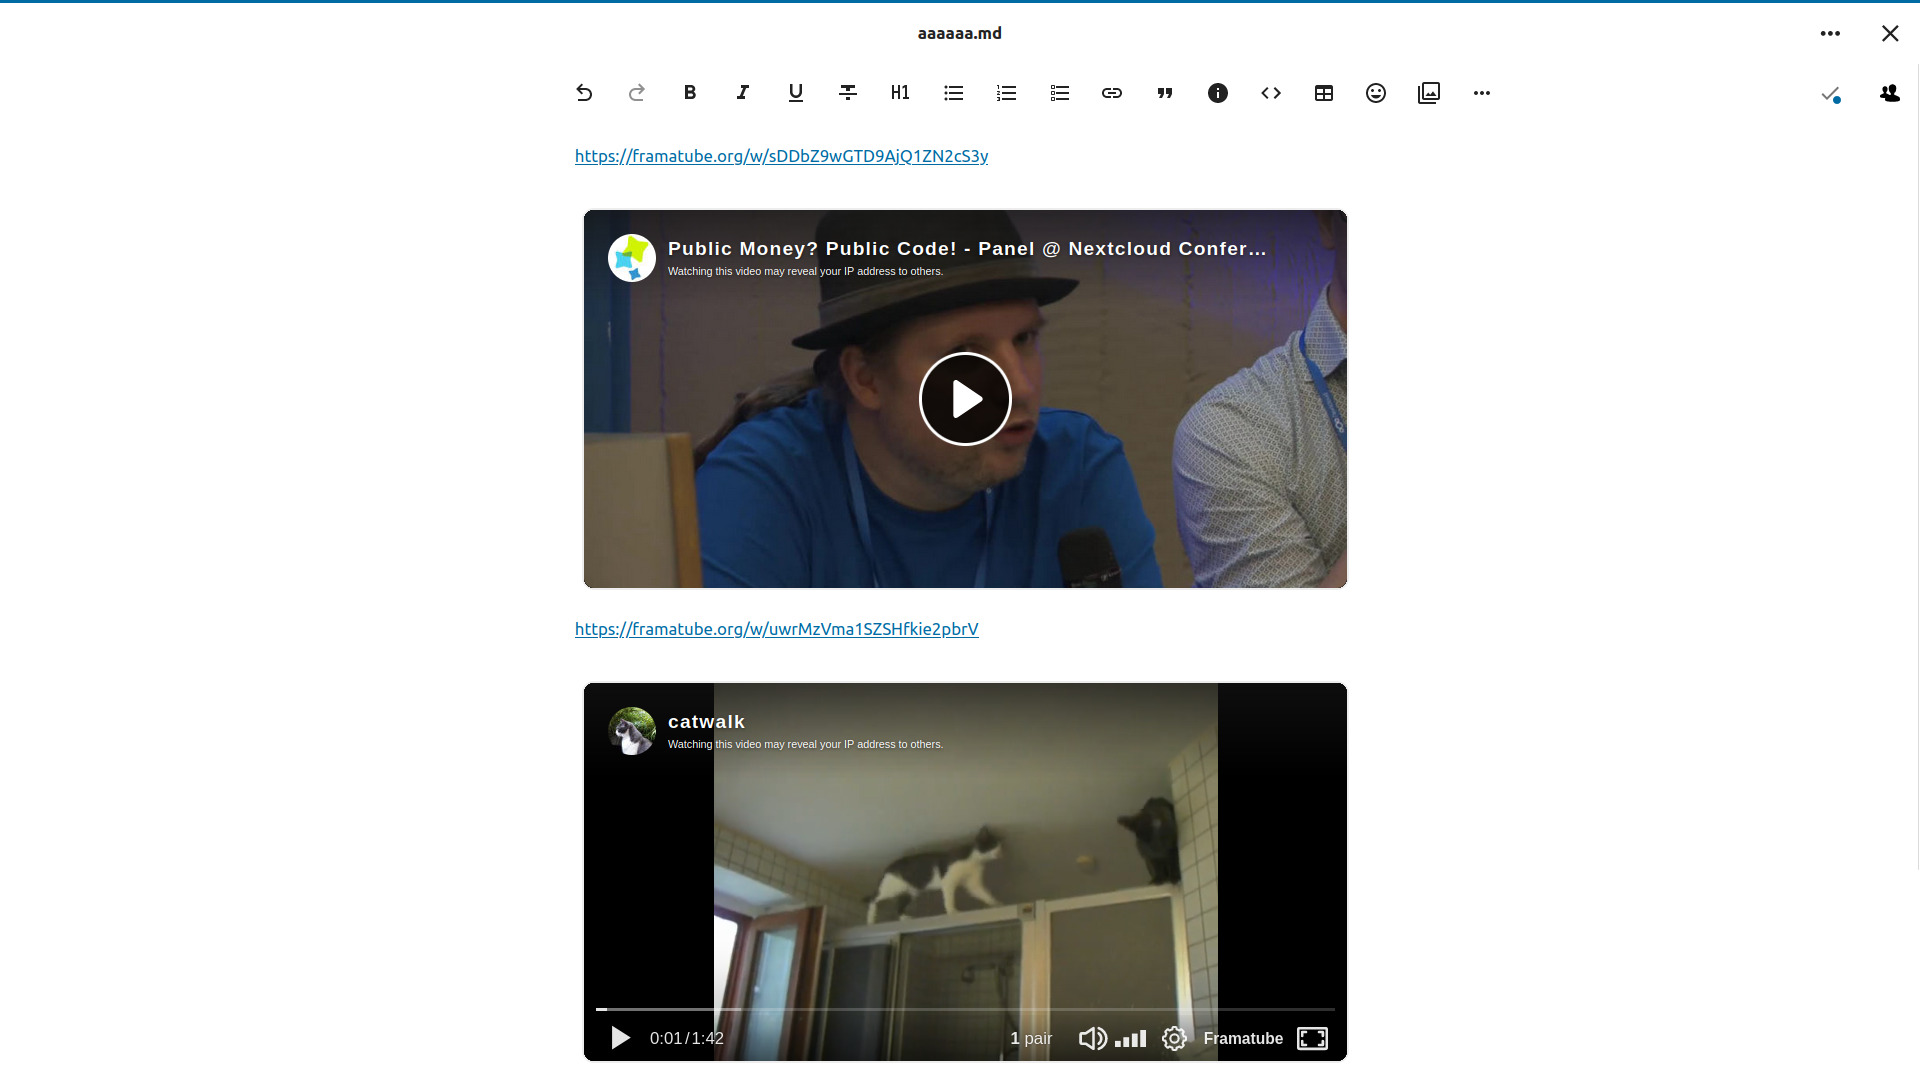 aaaaaa.md
B I U H1
https://framatube.org/w/sDDbZ9wGTD9AjQ1ZN2cS3y
Public Money? Public Code! - Panel @ Nextcloud Confer...
Watching this video may reveal your IP address to others.
https://framatube.org/w/uwrMzVma1SZSHfkie2pbrV
catwalk
Watching this video may reveal your IP address to others.
0:01/1:42 1 pair Framatube